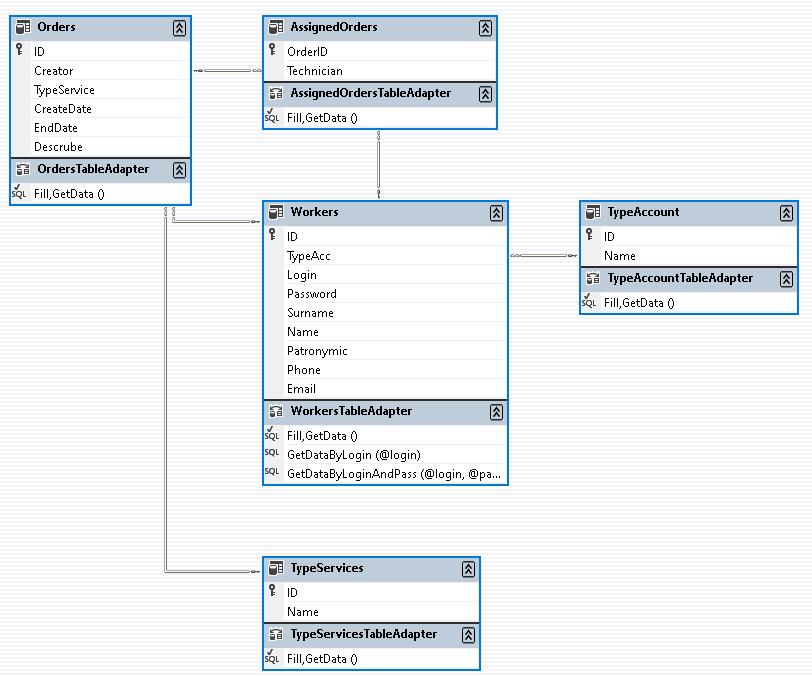 Orders
ID
Creator
TypeService
CreateDate
EndDate
Descrube
OrdersTableAdapter
SQL Fill,GetData ()
AssignedOrders
OrderID
Technician
AssignedOrdersTableAdapter
SQL Fill,GetData ()
Workers
ID
TypeAcc
Login
Password
Surname
Name
Patronymic
Phone
Email
WorkersTableAdapter
SQL Fill,GetData ()
SQL GetDataByLogin (@login)
SQL GetDataByLoginAndPass (@login, @pa...
TypeAccount
ID
Name
TypeAccountTableAdapter
SQL Fill,GetData ()
TypeServices
ID
Name
TypeServicesTableAdapter
SQL Fill,GetData ()